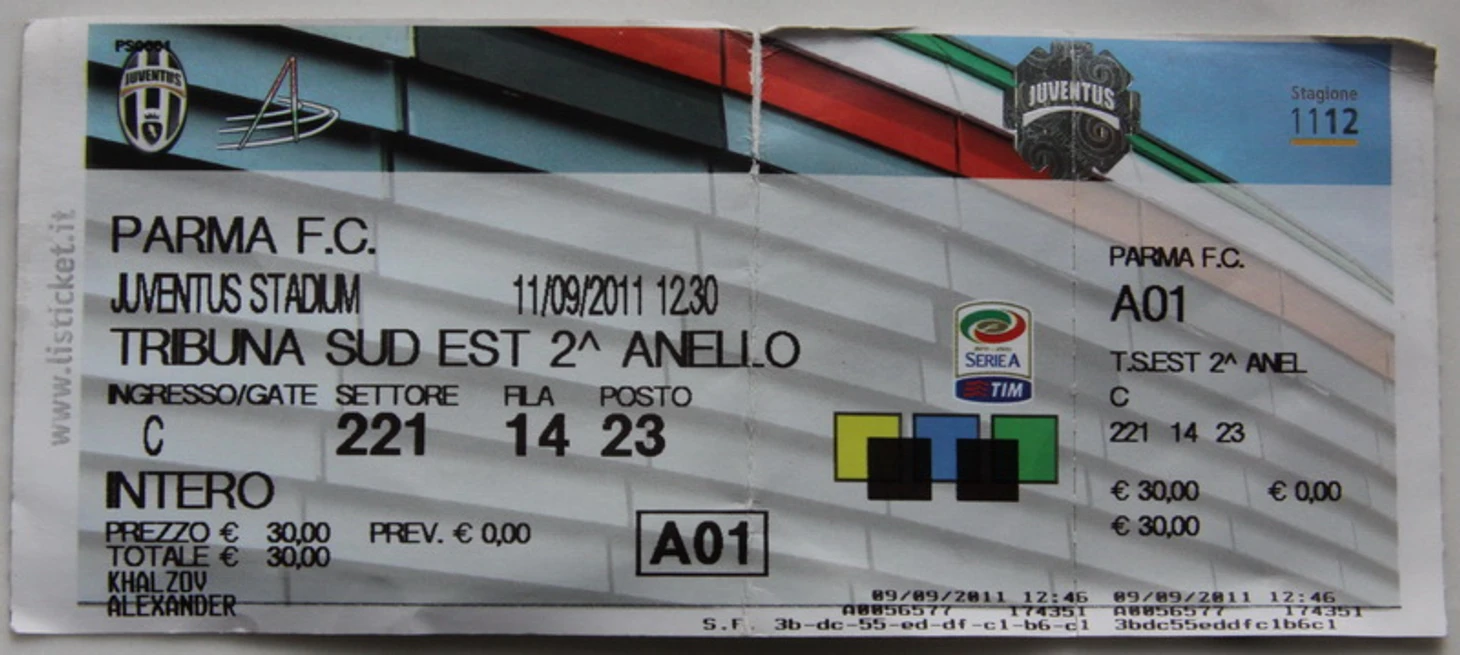 PS0001
JUVENTUS
JUVENTUS
Stagione
1112
www.listicket.it
PARMA F.C.
JUVENTUS STADIUM 11/09/2011 12.30
TRIBUNA SUD EST 2^ ANELLO
INGRESSO/GATE SETTORE FILA POSTO
C 221 14 23
INTERO
PREZZO € 30,00 PREV. € 0,00
TOTALE € 30,00
KHALZOV
ALEXANDER
A01
SERIE A
TIM
09/09/2011 12:46
A0056577 174351
S.F. 3b-dc-55-ed-df-c1-b6-c1
PARMA F.C.
A01
T.S.EST 2^ ANEL
C
221 14 23
€ 30,00 € 0,00
€ 30,00
09/09/2011 12:46
A0056577 174351
3bdc55eddfc1b6c1